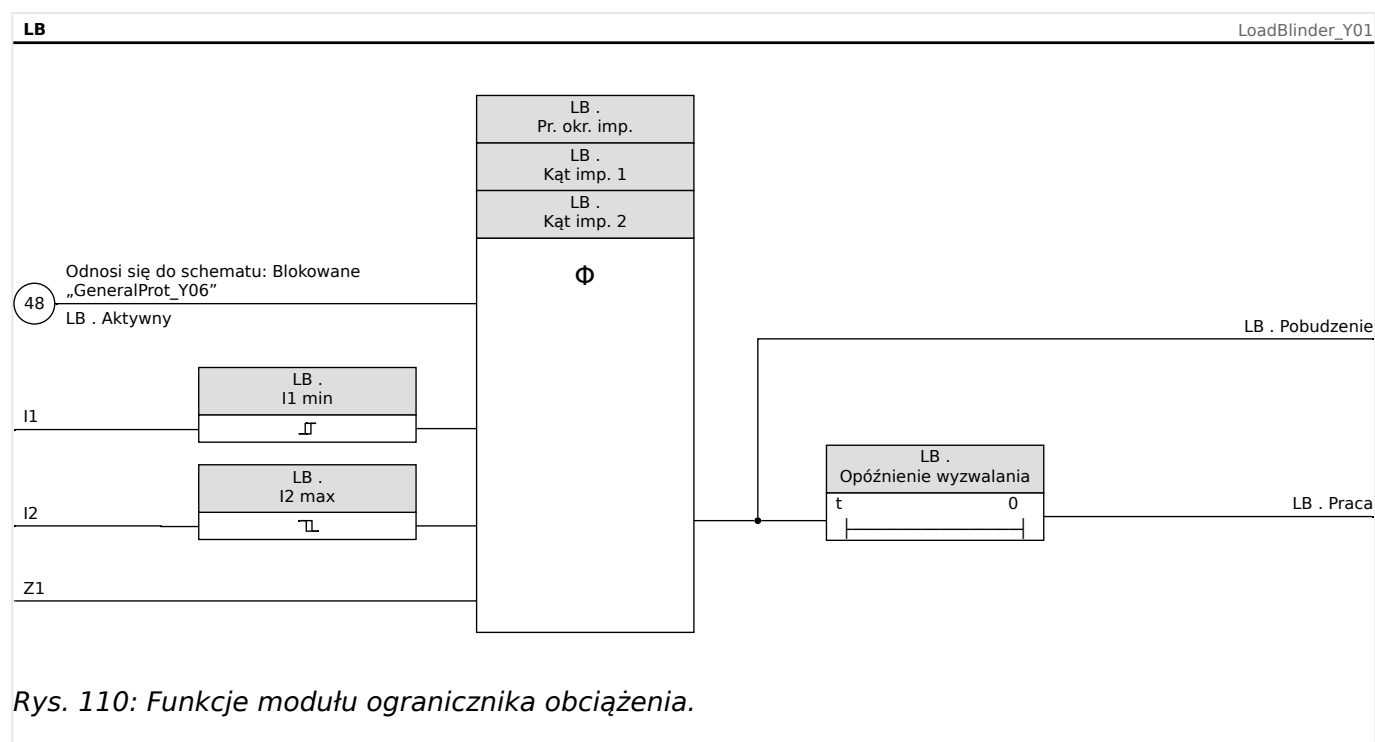 LB
LoadBlinder_Y01
LB .
Pr. okr. imp.
LB .
Kąt imp. 1
LB .
Kąt imp. 2
Φ
Odnosi się do schematu: Blokowane
„GeneralProt_Y06”
48
LB . Aktywny
LB . Pobudzenie
LB .
I1 min
I1
LB .
Opóźnienie wyzwalania
t 0
LB . Praca
LB .
I2 max
I2
Z1
Rys. 110: Funkcje modułu ogranicznika obciążenia.